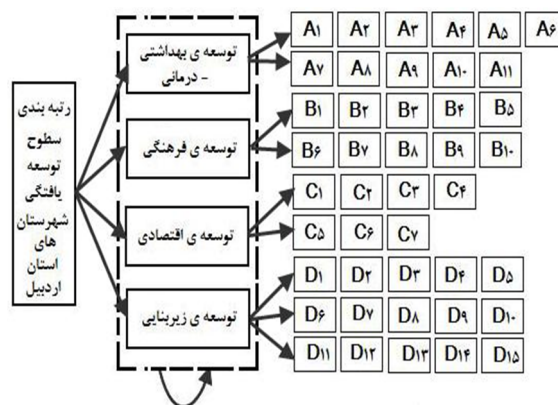 رتبه بندی
سطوح
توسعه
یافتگی
شهرستان
های
استان
اردبیل
توسعه ی بهداشتی
- درمانی
توسعه ی فرهنگی
توسعه ی اقتصادی
توسعه ی زیربنایی
A۱ A۲ A۳ A۴ A۵ A۶
A۷ A۸ A۹ A۱۰ A۱۱
B۱ B۲ B۳ B۴ B۵
B۶ B۷ B۸ B۹ B۱۰
C۱ C۲ C۳ C۴
C۵ C۶ C۷
D۱ D۲ D۳ D۴ D۵
D۶ D۷ D۸ D۹ D۱۰
D۱۱ D۱۲ D۱۳ D۱۴ D۱۵